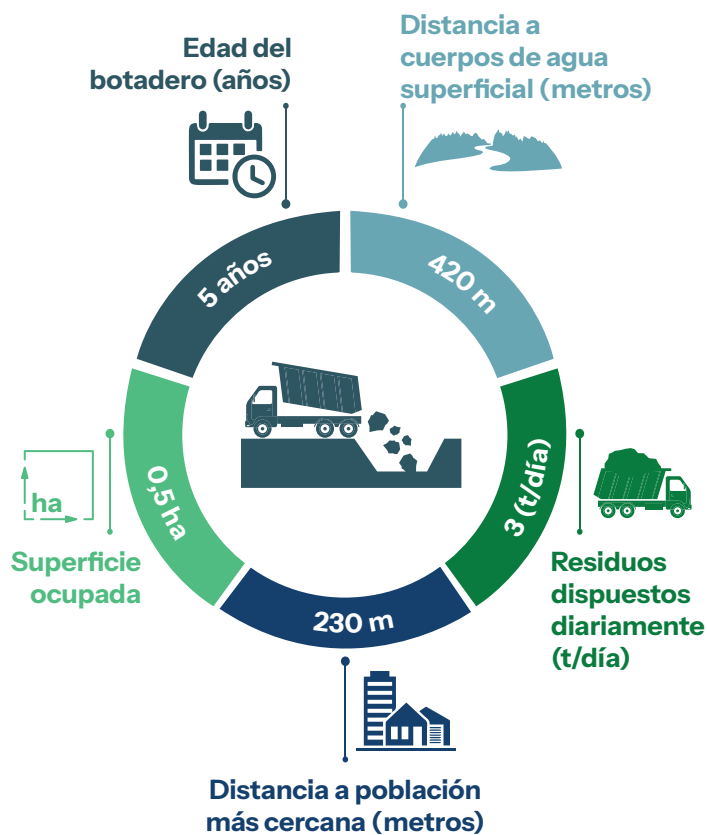 Edad del
botadero (años)
Distancia a
cuerpos de agua
superficial (metros)
5 años
420 m
0,5 ha
3 (t/día)
230 m
ha
Superficie
ocupada
Residuos
dispuestos
diariamente
(t/día)
Distancia a población
más cercana (metros)